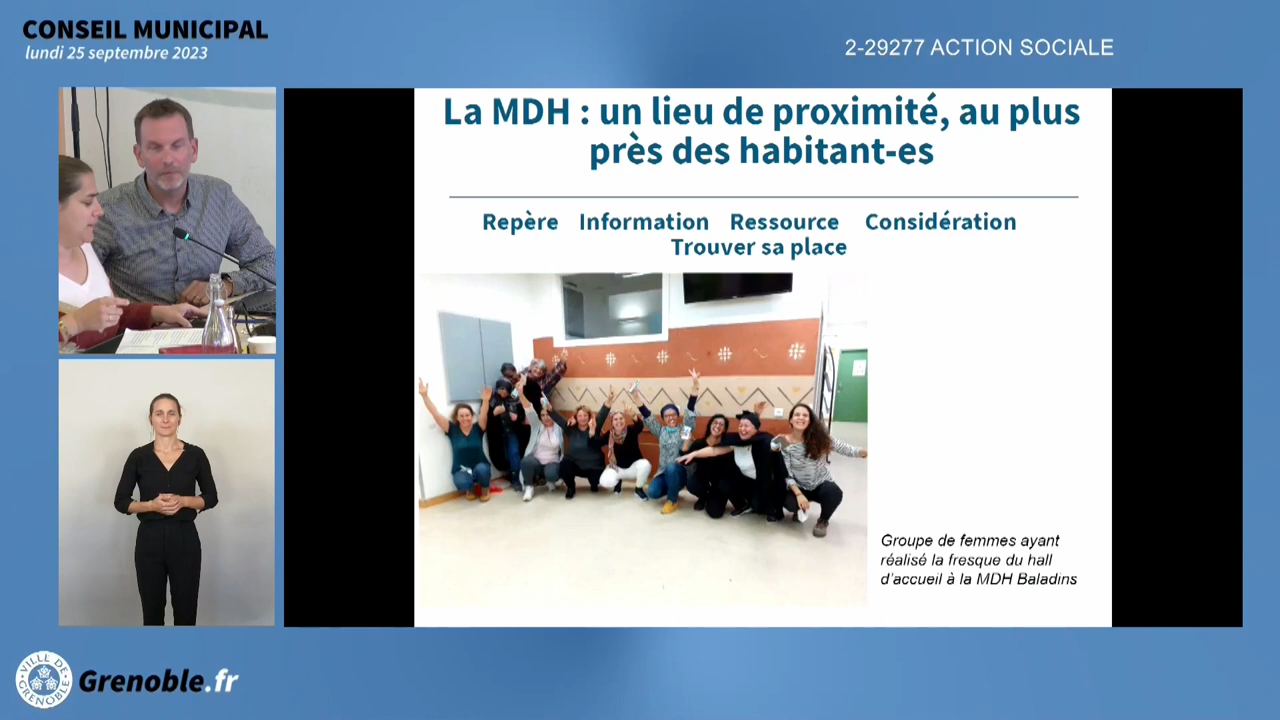 CONSEIL MUNICIPAL
lundi 25 septembre 2023
2-29277 ACTION SOCIALE
La MDH : un lieu de proximité, au plus
près des habitant-es
Repère Information Ressource Considération
Trouver sa place
Groupe de femmes ayant
réalisé la fresque du hall
d'accueil à la MDH Baladins
VILLE DE
GRENOBLE
Grenoble.fr